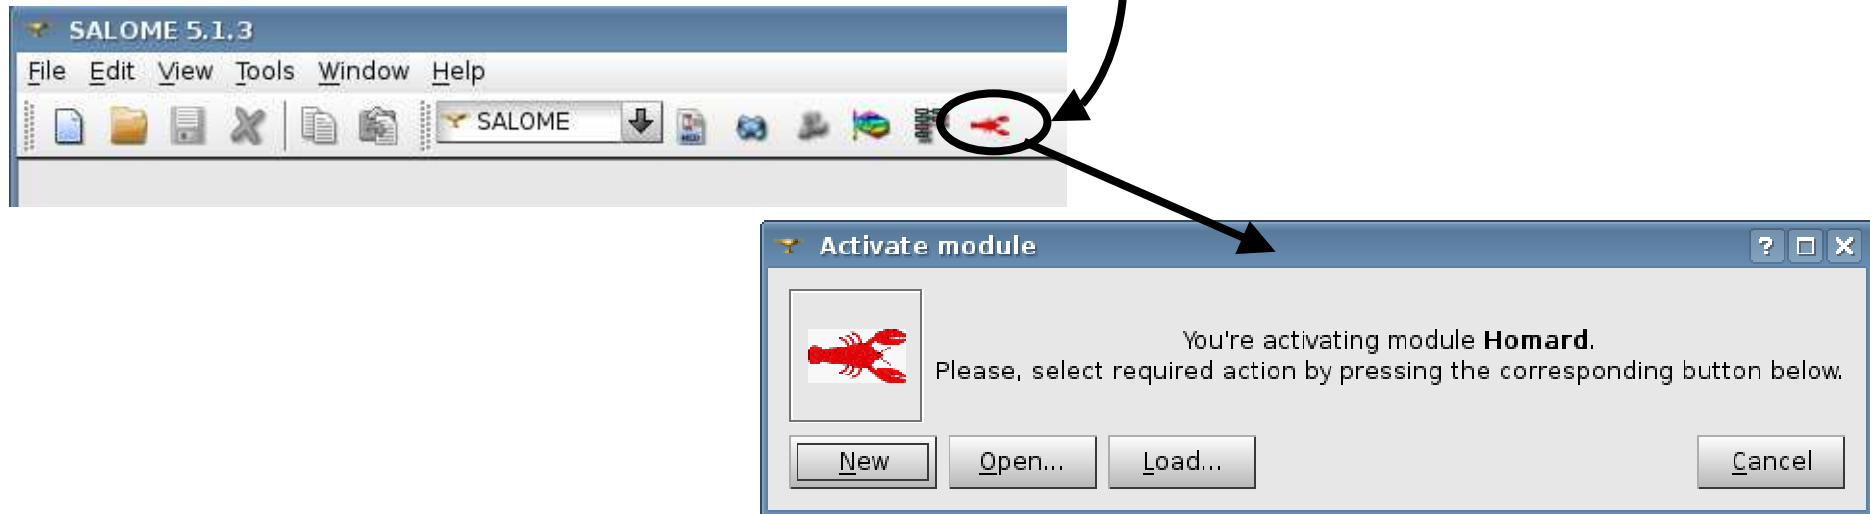 SALOME 5.1.3
File Edit View Tools Window Help
SALOME
Activate module
You're activating module Homard.
Please, select required action by pressing the corresponding button below.
New Open... Load... Cancel